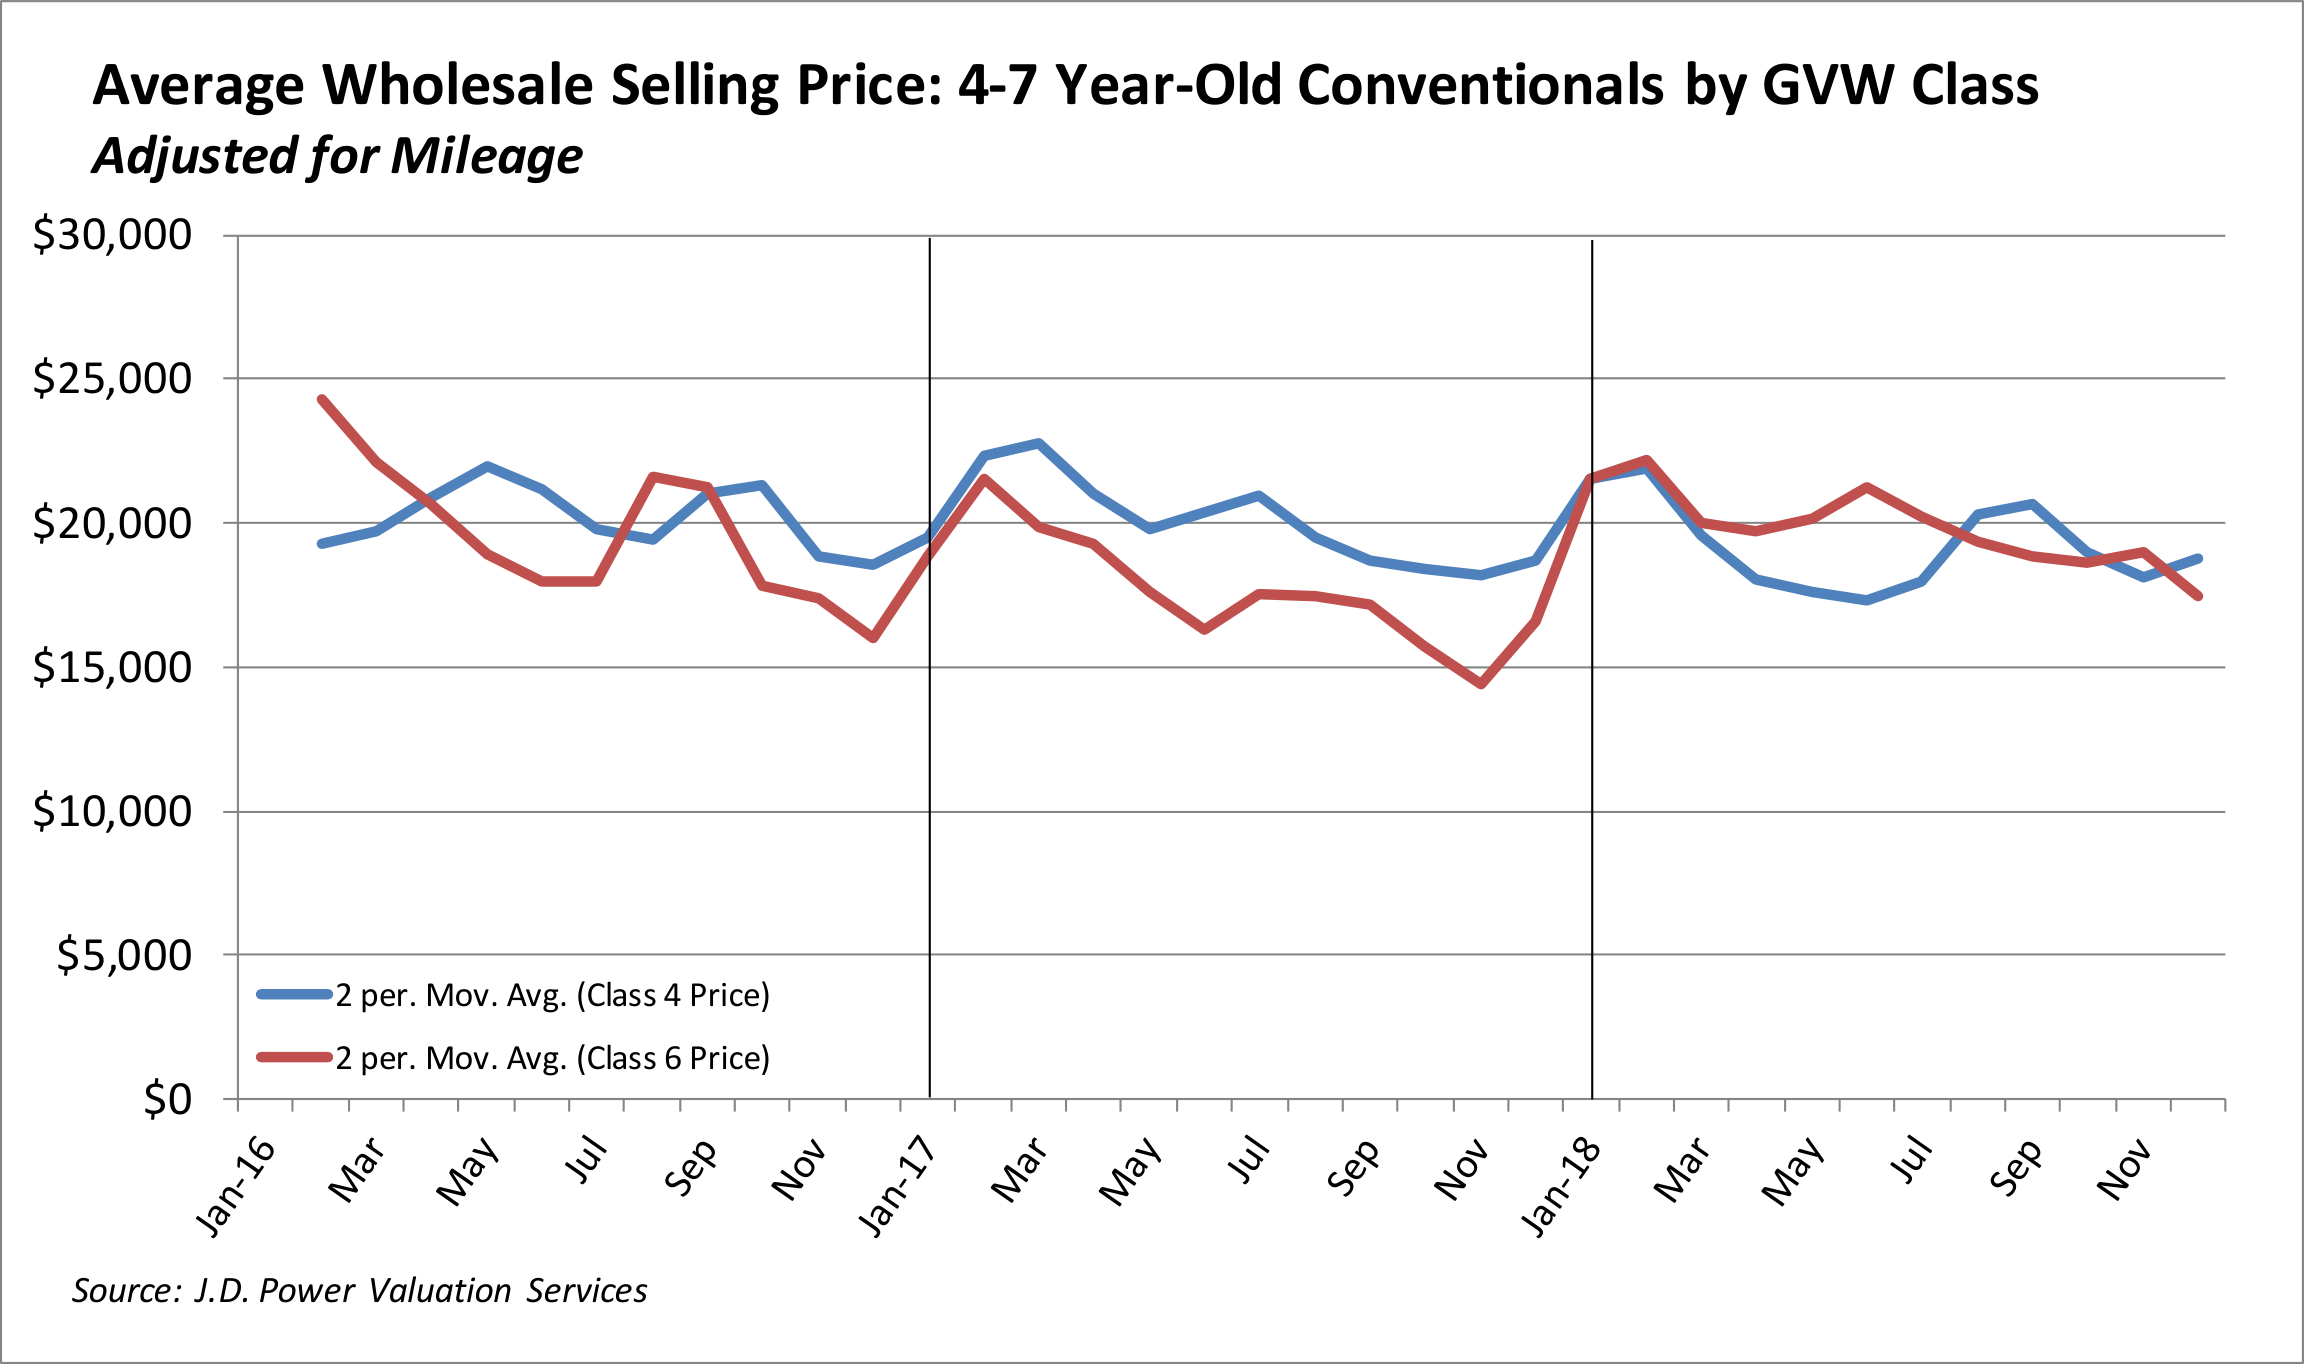 Average Wholesale Selling Price: 4-7 Year-Old Conventionals by GVW Class
Adjusted for Mileage
$30,000
$25,000
$20,000
$15,000
$10,000
$5,000
$0
2 per. Mov. Avg. (Class 4 Price)
2 per. Mov. Avg. (Class 6 Price)
Jan-16
Mar
May
Jul
Sep
Nov
Jan-17
Mar
May
Jul
Sep
Nov
Jan-18
Mar
May
Jul
Sep
Nov
Source: J.D. Power Valuation Services